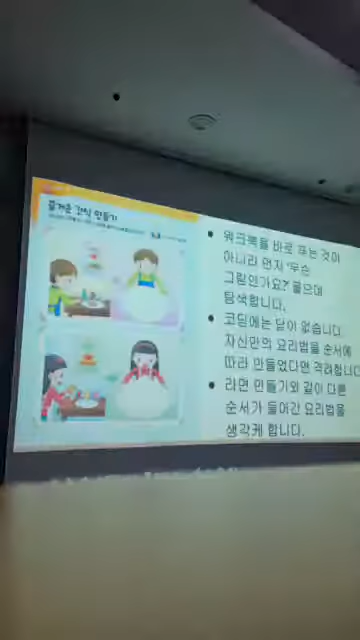 즐거운 간식 만들기
● 워크북을 바로 푸는 것이
아니라 먼저 '무슨
그림인가요?' 물으며
탐색합니다.
● 코딩에는 답이 없습니다.
자신만의 요리법을 순서에
따라 만들었다면 격려합니다
● 라면 만들기와 같이 다른
순서가 들어간 요리법을
생각케 합니다.